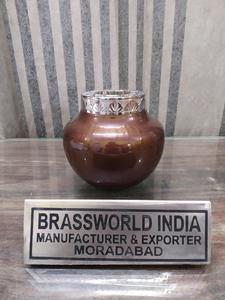 BRASSWORLD INDIA
MANUFACTURER & EXPORTER
MORADABAD